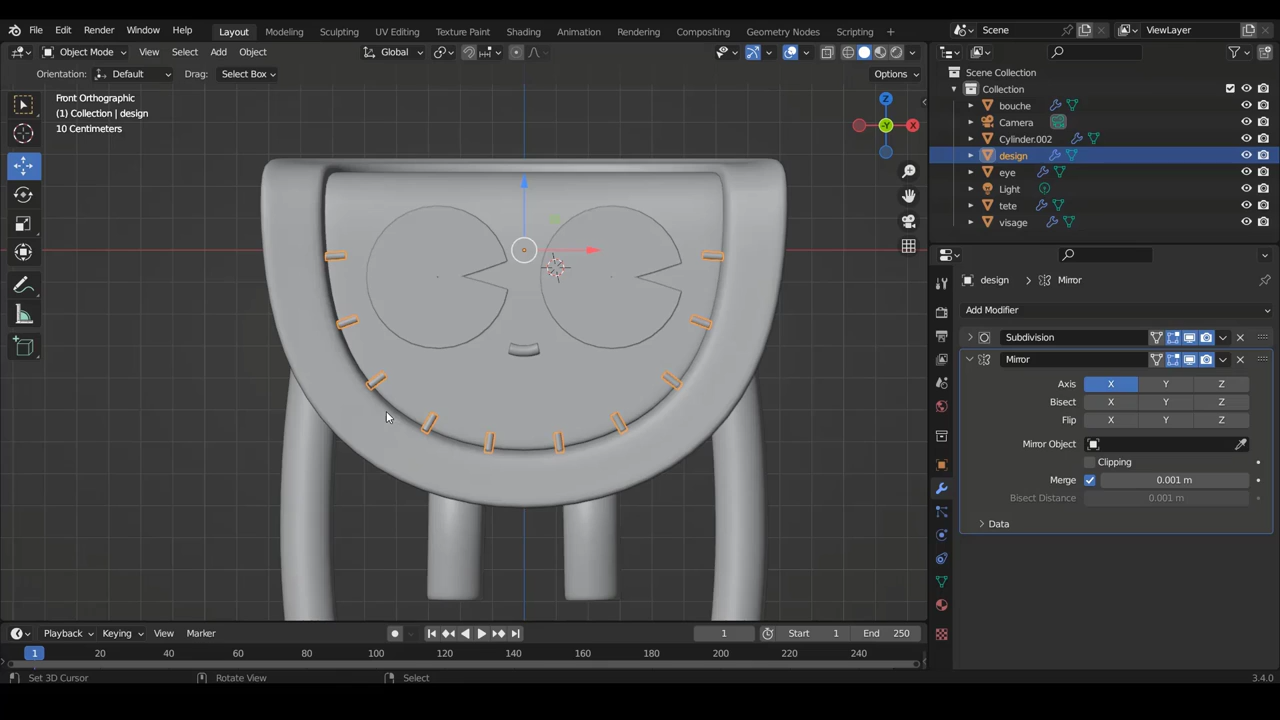 File Edit Render Window Help Layout Modeling Sculpting UV Editing Texture Paint Shading Animation Rendering Compositing Geometry Nodes Scripting Scene ViewLayer
Object Mode View Select Add Object Global
Orientation: Default Drag: Select Box Options
Front Orthographic
(1) Collection | design
10 Centimeters
Z
X
-Y
Scene Collection
Collection
bouche
Camera
Cylinder.002
design
eye
Light
tete
visage
design Mirror
Add Modifier
Subdivision
Mirror
Axis X Y Z
Bisect X Y Z
Flip X Y Z
Mirror Object
Clipping
Merge 0.001 m
Bisect Distance 0.001 m
Data
Playback Keying View Marker 1 Start 1 End 250
1 20 40 60 80 100 120 140 160 180 200 220 240
Set 3D Cursor Rotate View Select 3.4.0